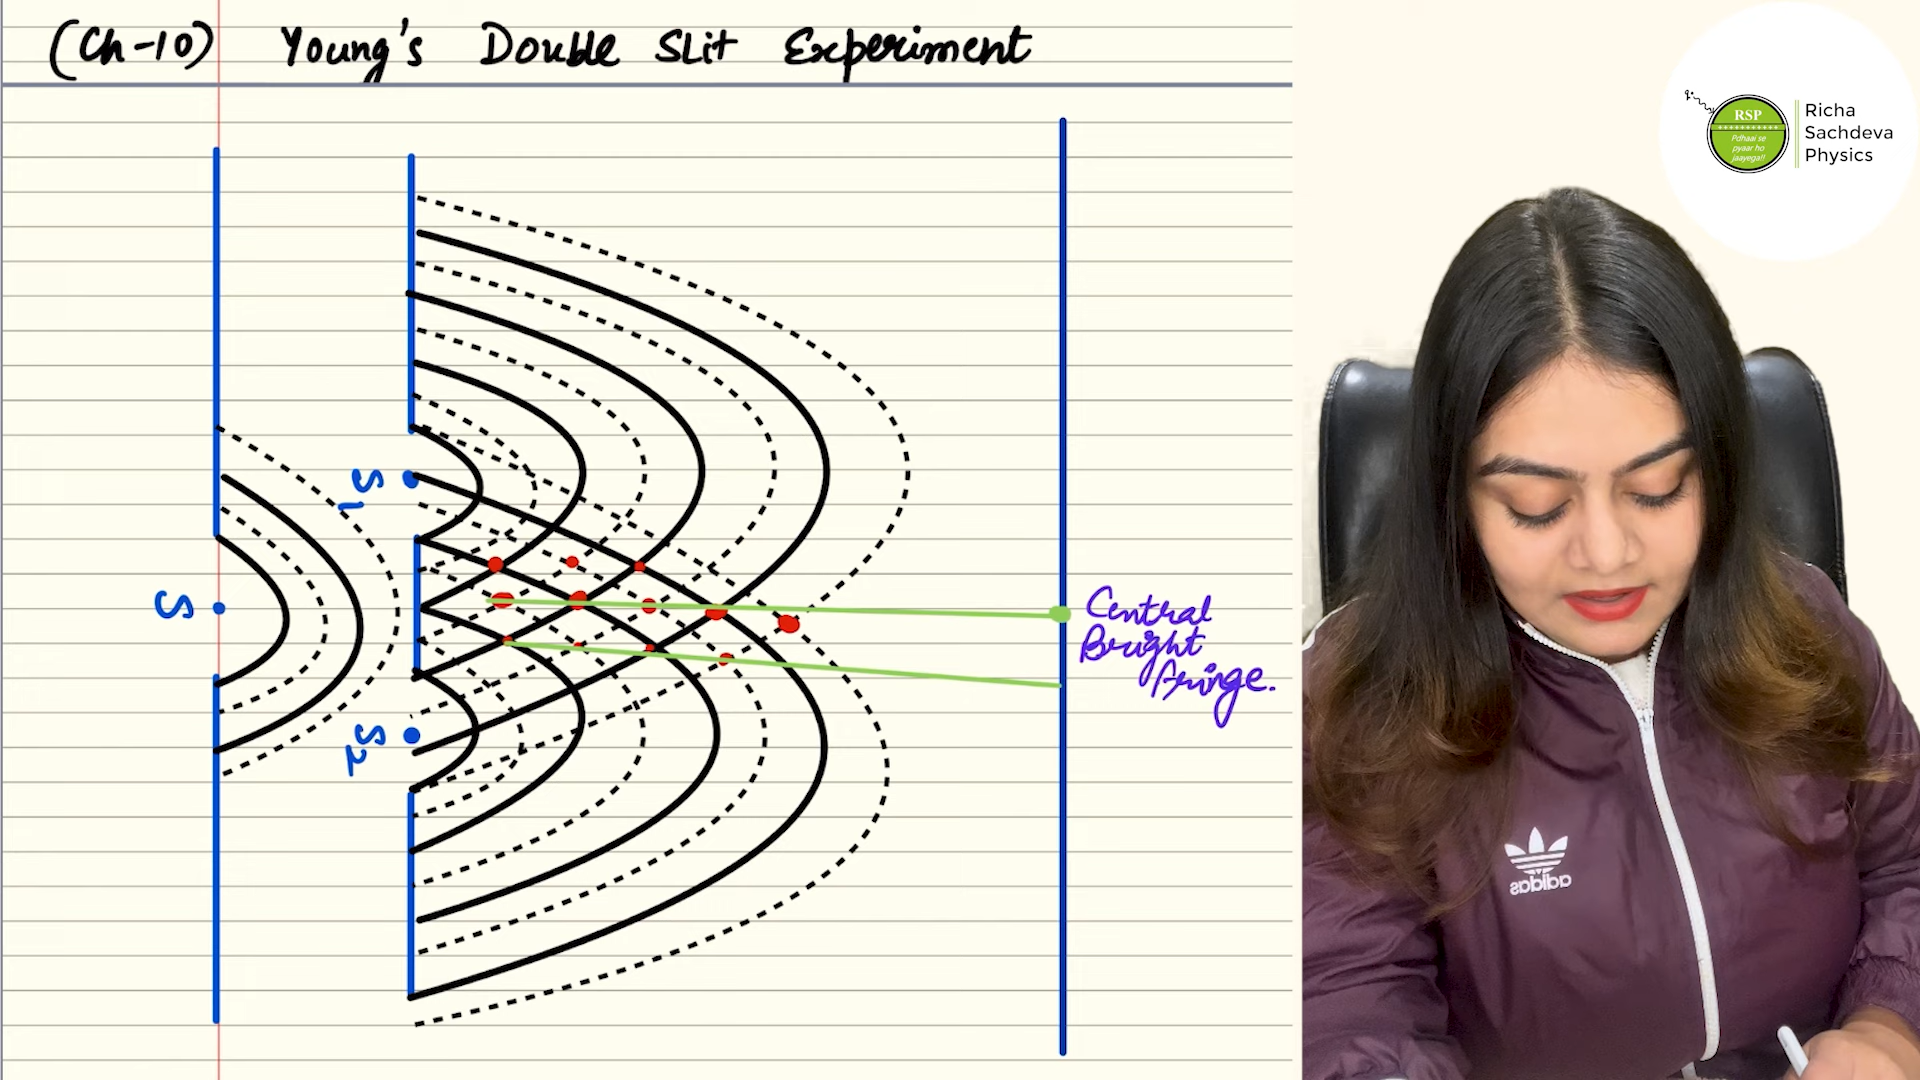 (Ch-10) Young's Double Slit Experiment
RSP
Pdhaai se
pyaar ho
jaayega!!
Richa
Sachdeva
Physics
S₁
S
S₂
Central
Bright
fringe.
adidas